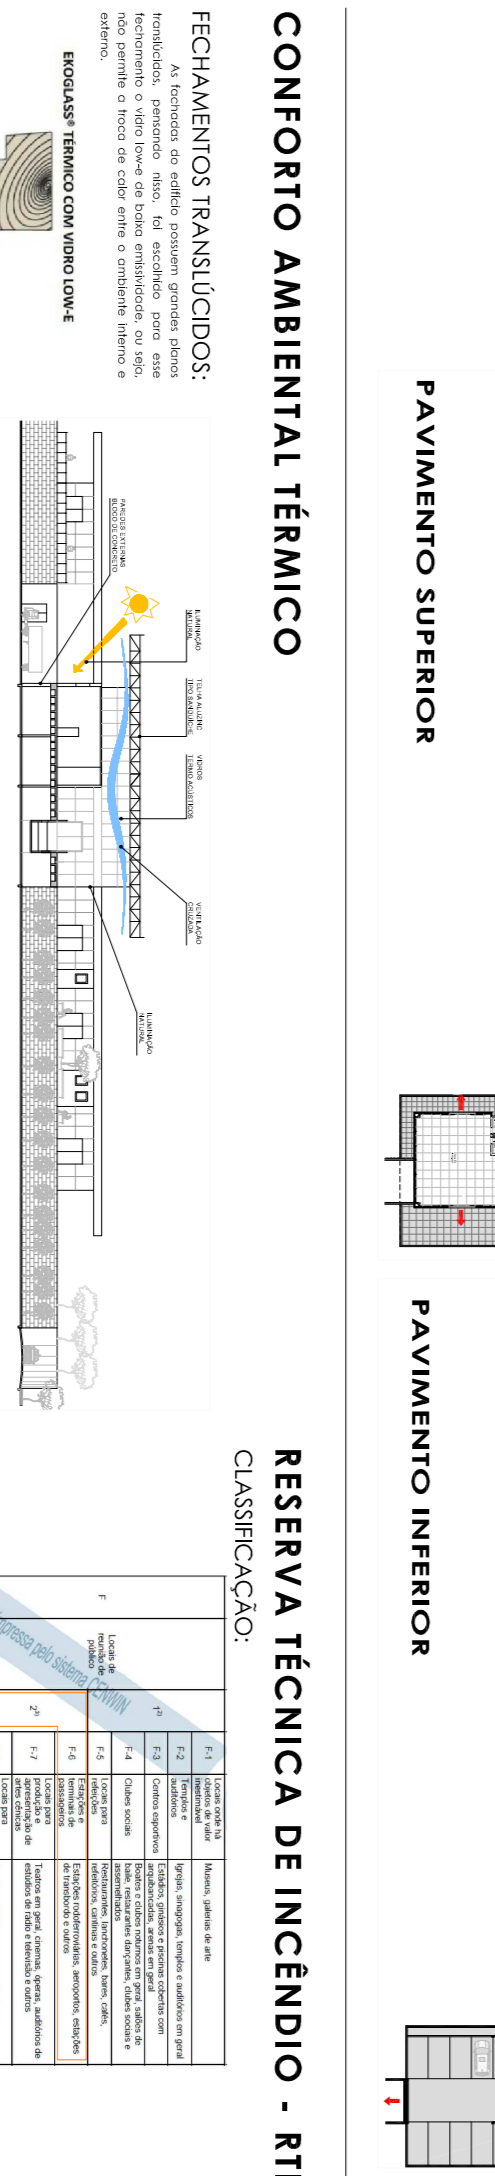 PAVIMENTO SUPERIOR
PAVIMENTO INFERIOR
CONFORTO AMBIENTAL TÉRMICO
FECHAMENTOS TRANSLÚCIDOS:
As fachadas do edifício possuem grandes planos
translúcidos, pensando nisso, foi escolhido para esse
fechamento o vidro low-e de baixa emissividade, ou seja,
não permite a troca de calor entre o ambiente interno e
externo.
EKOGLASS® TÉRMICO COM VIDRO LOW-E
PAREDES EXTERNAS
BLOCO DE CONCRETO
ILUMINAÇÃO
NATURAL
TELHA ALUZINC
TIPO SANDUÍCHE
VIDROS
TERMO ACÚSTICOS
VENTILAÇÃO
CRUZADA
ILUMINAÇÃO
NATURAL
RESERVA TÉCNICA DE INCÊNDIO - RTI
CLASSIFICAÇÃO:
F
Locais de
reunião de
público
1²⁾
F-1
Locais onde há
objetos de valor
inestimável
Museus, galerias de arte
F-2
Templos e
auditórios
Igrejas, sinagogas, templos e auditórios em geral
F-3
Centros esportivos
Estádios, ginásios e piscinas cobertas com
arquibancadas, arenas em geral
F-4
Clubes sociais
Boates e clubes noturnos em geral, salões de
baile, restaurantes dançantes, clubes sociais e
assemelhados
F-5
Locais para
refeições
Restaurantes, lanchonetes, bares, cafés,
refeitórios, cantinas e outros
2²⁾
F-6
Estações e
terminais de
passageiros
Estações rodoferroviárias, aeroportos, estações
de transbordo e outros
F-7
Locais para
produção e
apresentação de
artes cênicas
Teatros em geral, cinemas, óperas, auditórios de
estúdios de rádio e televisão e outros
Locais para
impressa pelo sistema CENWIN